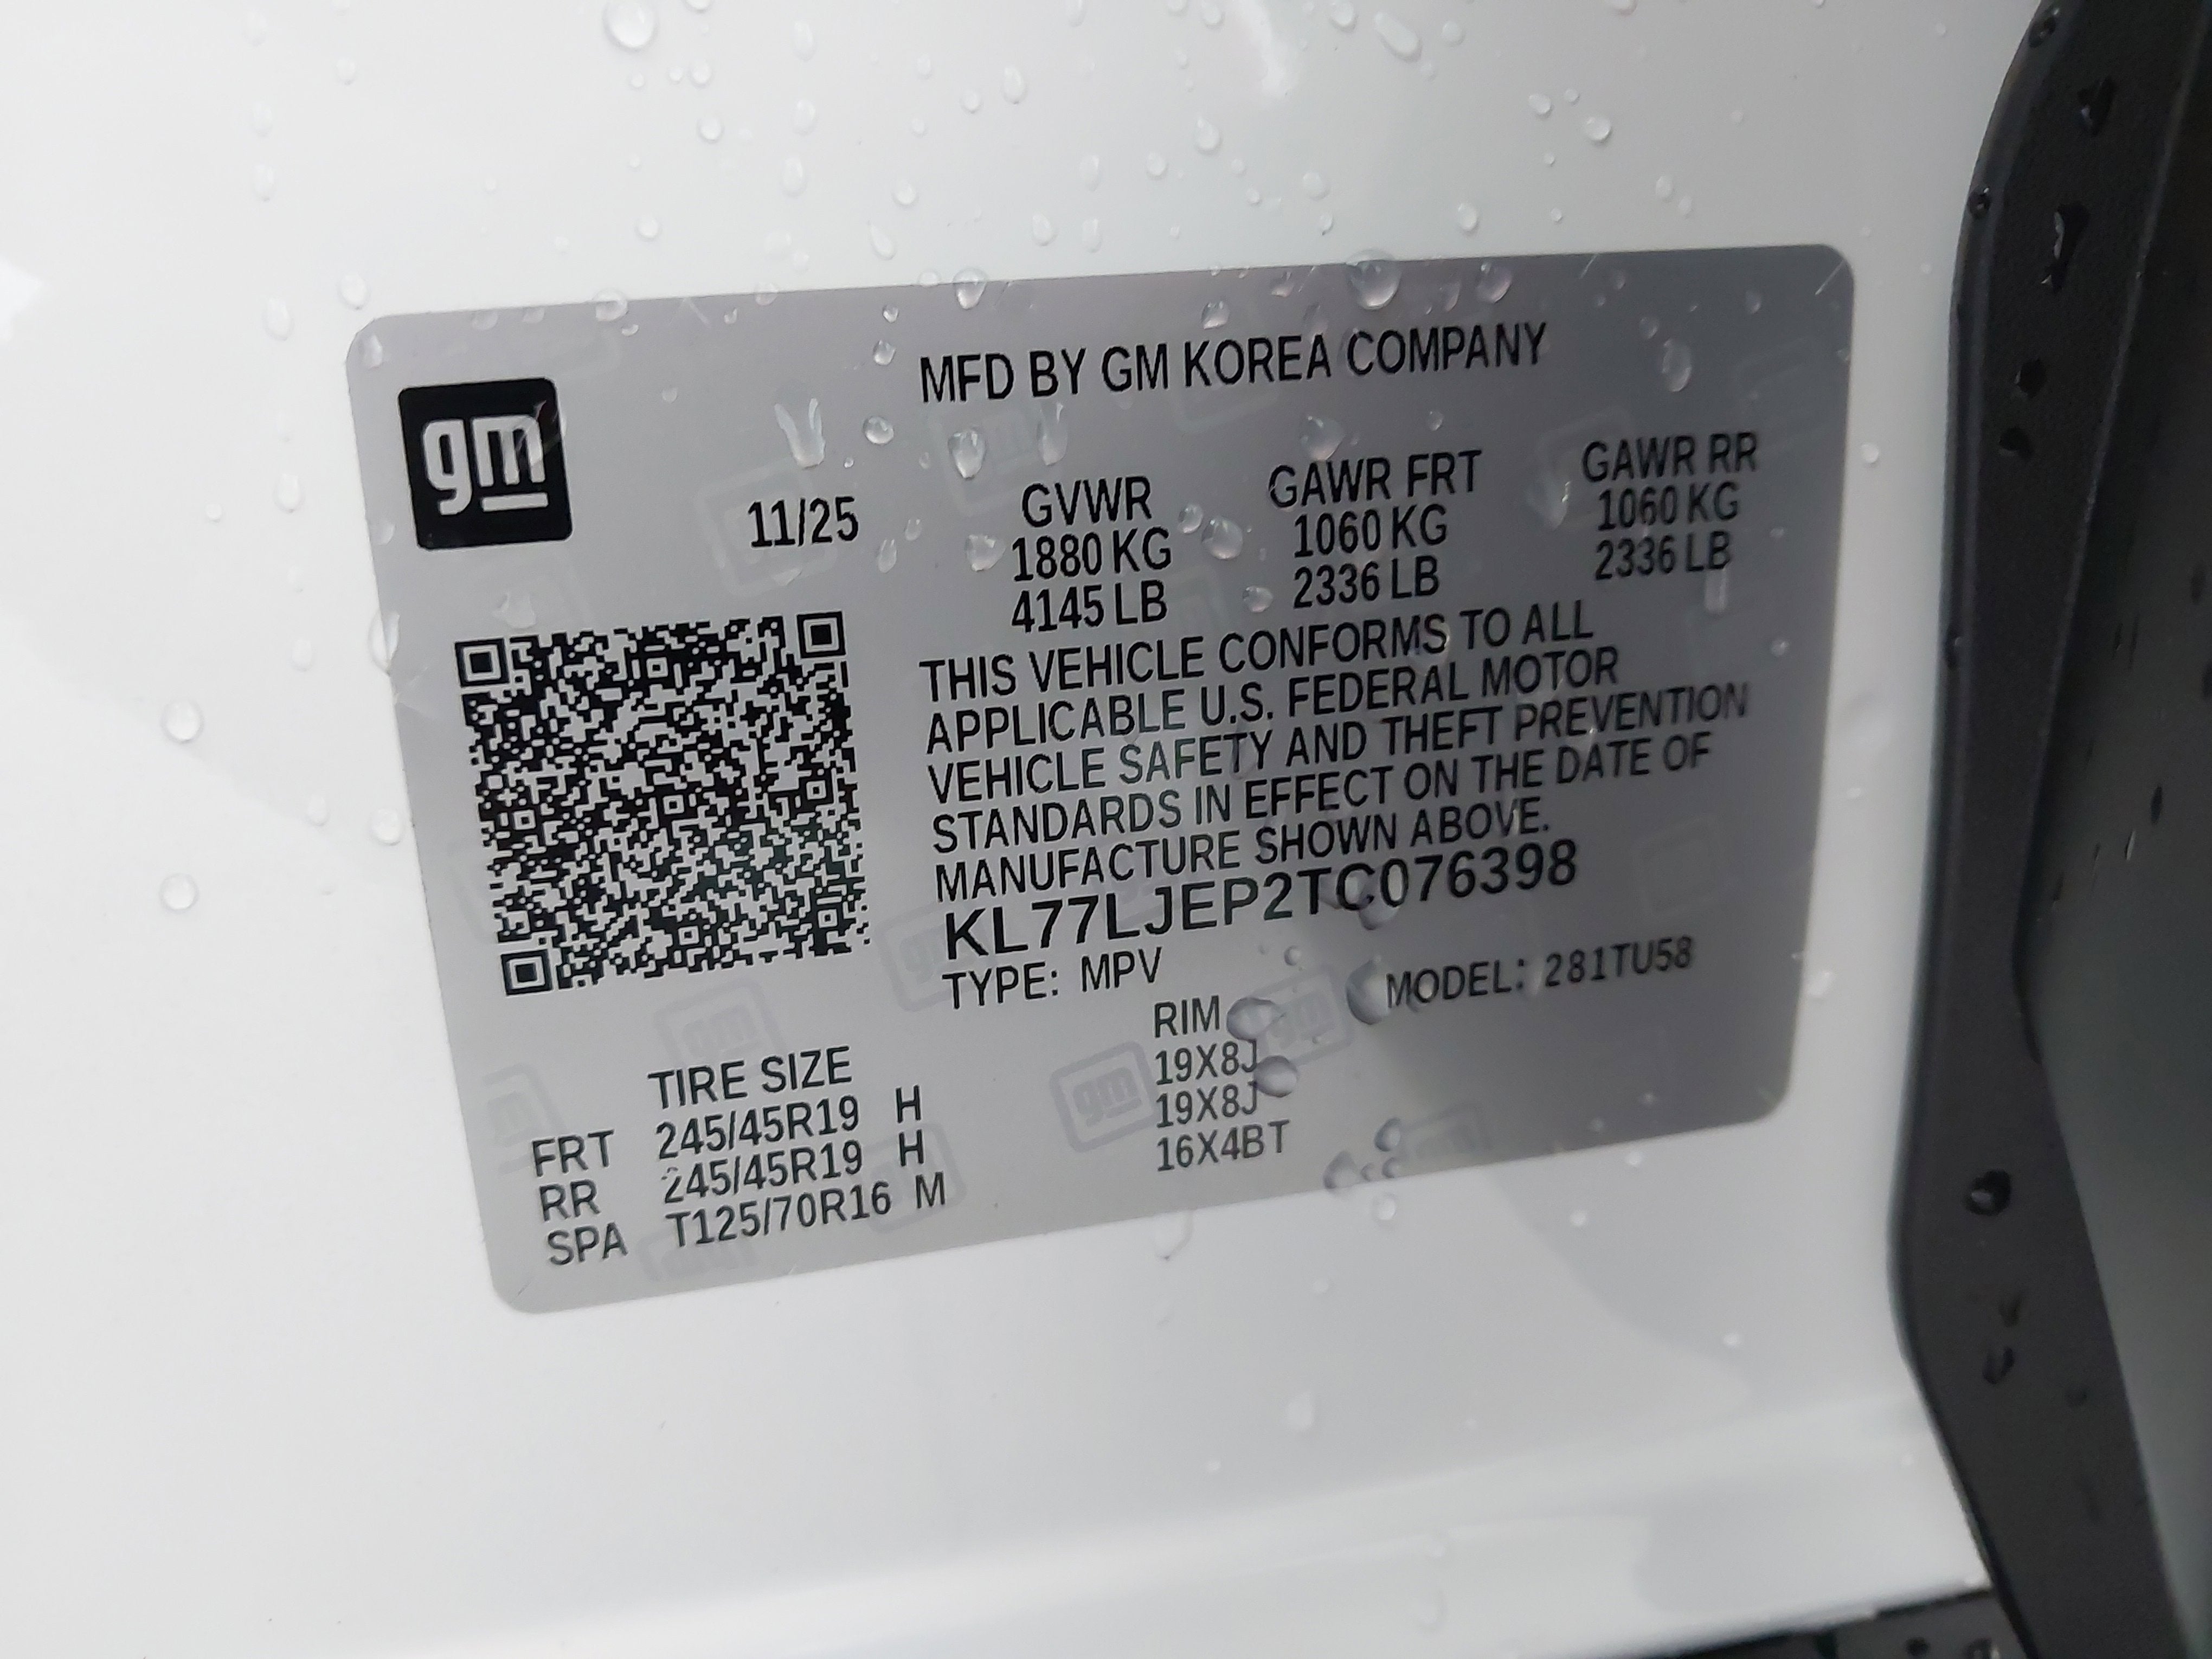 gm
MFD BY GM KOREA COMPANY
11/25
GVWR GAWR FRT GAWR RR
1880 KG 1060 KG 1060 KG
4145 LB 2336 LB 2336 LB
THIS VEHICLE CONFORMS TO ALL
APPLICABLE U.S. FEDERAL MOTOR
VEHICLE SAFETY AND THEFT PREVENTION
STANDARDS IN EFFECT ON THE DATE OF
MANUFACTURE SHOWN ABOVE.
KL77LJEP2TC076398
TYPE: MPV MODEL: 281TU58
TIRE SIZE RIM
FRT 245/45R19 H 19X8J
RR 245/45R19 H 19X8J
SPA T125/70R16 M 16X4BT